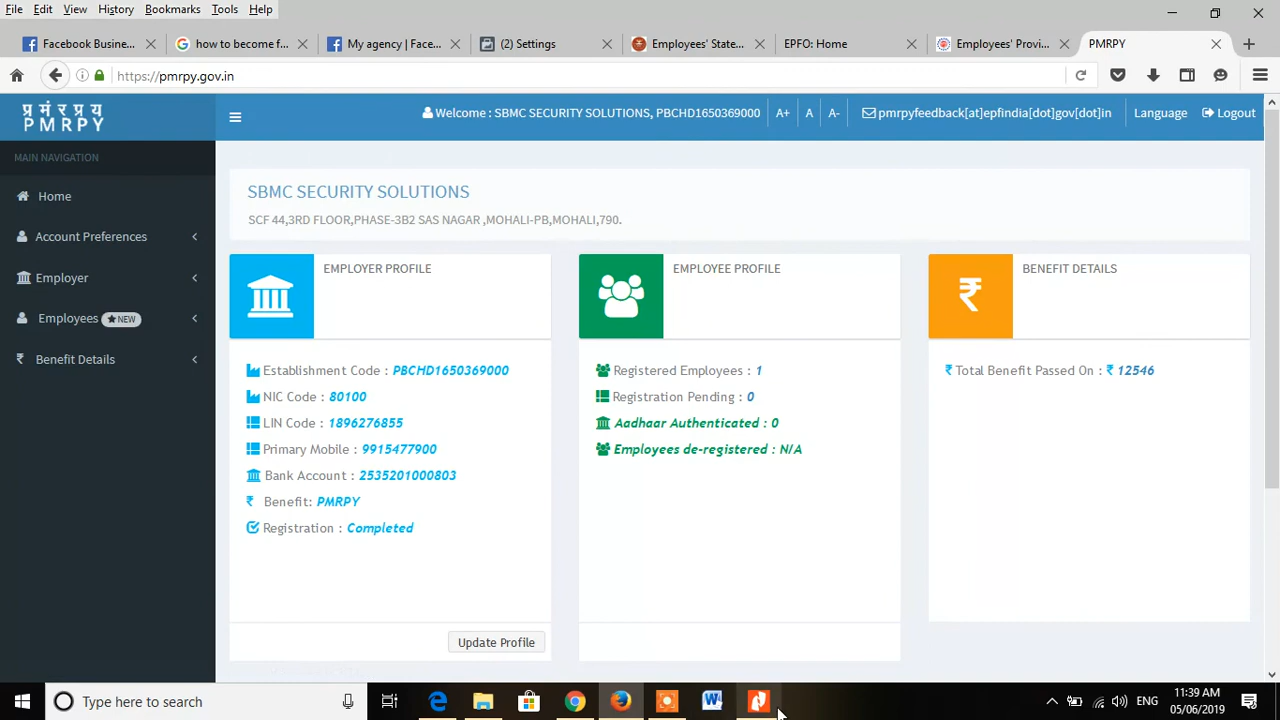 File Edit View History Bookmarks Tools Help
Facebook Busine... × how to become f... × My agency | Face... × (2) Settings × Employees' State... × EPFO: Home × Employees' Provi... × PMRPY ×
https://pmrpy.gov.in
प्र मं र प्र य
PMRPY
Welcome : SBMC SECURITY SOLUTIONS, PBCHD1650369000 A+ A A- pmrpyfeedback[at]epfindia[dot]gov[dot]in Language Logout
MAIN NAVIGATION
Home
Account Preferences
Employer
Employees NEW
Benefit Details
SBMC SECURITY SOLUTIONS
SCF 44,3RD FLOOR,PHASE-3B2 SAS NAGAR ,MOHALI-PB,MOHALI,790.
EMPLOYER PROFILE
Establishment Code : PBCHD1650369000
NIC Code : 80100
LIN Code : 1896276855
Primary Mobile : 9915477900
Bank Account : 2535201000803
₹ Benefit: PMRPY
Registration : Completed
Update Profile
EMPLOYEE PROFILE
Registered Employees : 1
Registration Pending : 0
Aadhaar Authenticated : 0
Employees de-registered : N/A
₹ BENEFIT DETAILS
₹ Total Benefit Passed On : ₹ 12546
Type here to search
ENG
11:39 AM
05/06/2019